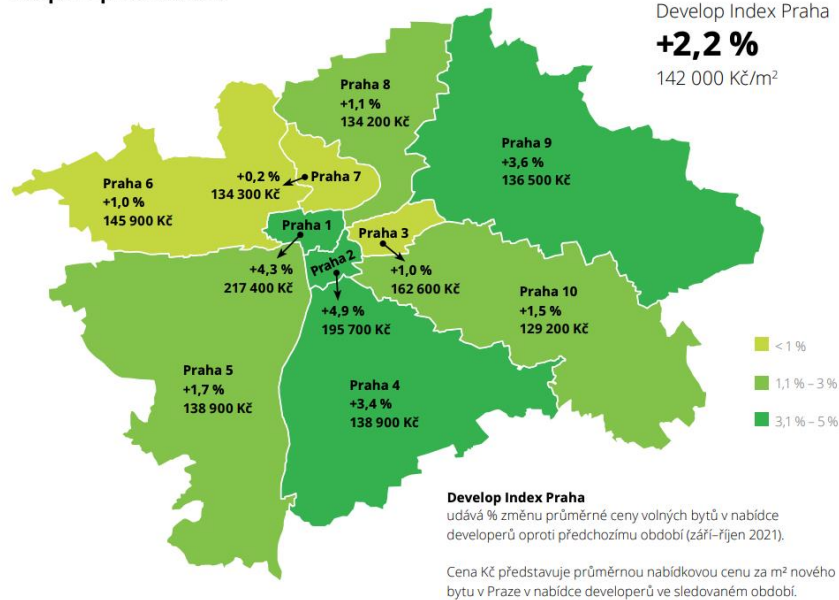 Develop Index Praha
+2,2 %
142 000 Kč/m²
Praha 8
+1,1 %
134 200 Kč
Praha 9
+3,6 %
136 500 Kč
Praha 6
+1,0 %
145 900 Kč
+0,2 %
134 300 Kč
Praha 7
Praha 1
+4,3 %
217 400 Kč
Praha 2
+4,9 %
195 700 Kč
Praha 3
+1,0 %
162 600 Kč
Praha 10
+1,5 %
129 200 Kč
Praha 5
+1,7 %
138 900 Kč
Praha 4
+3,4 %
138 900 Kč
< 1 %
1,1 % – 3 %
3,1 % – 5 %
Develop Index Praha
udává % změnu průměrné ceny volných bytů v nabídce
developerů oproti předchozímu období (září–říjen 2021).
Cena Kč představuje průměrnou nabídkovou cenu za m² nového
bytu v Praze v nabídce developerů ve sledovaném období.